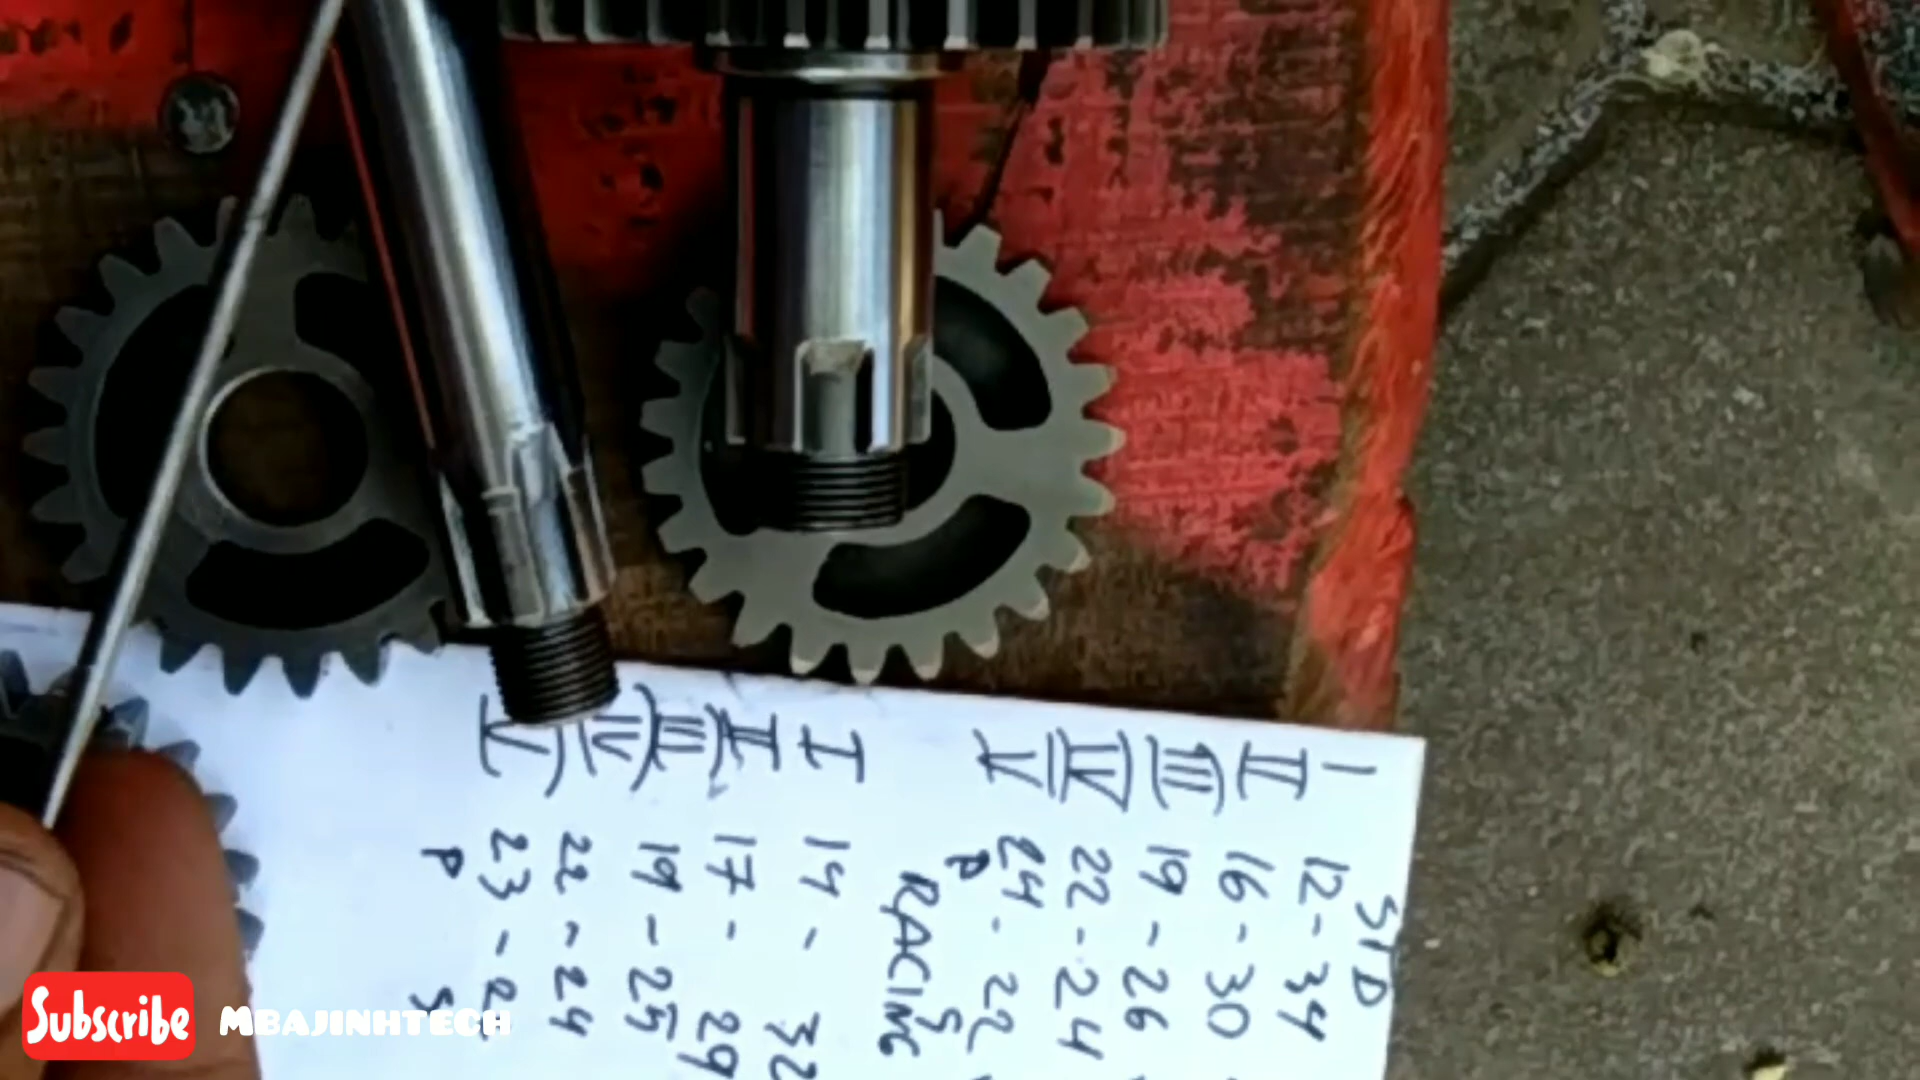 STD
I 12 - 34
II 16 - 30
III 19 - 26
IV 22 - 24
V 24 - 22
P S
RACING
I 14 - 32
II 17 - 29
III 19 - 25
IV 22 - 24
V 23 -
P S
Subscribe MBAJINHTECH